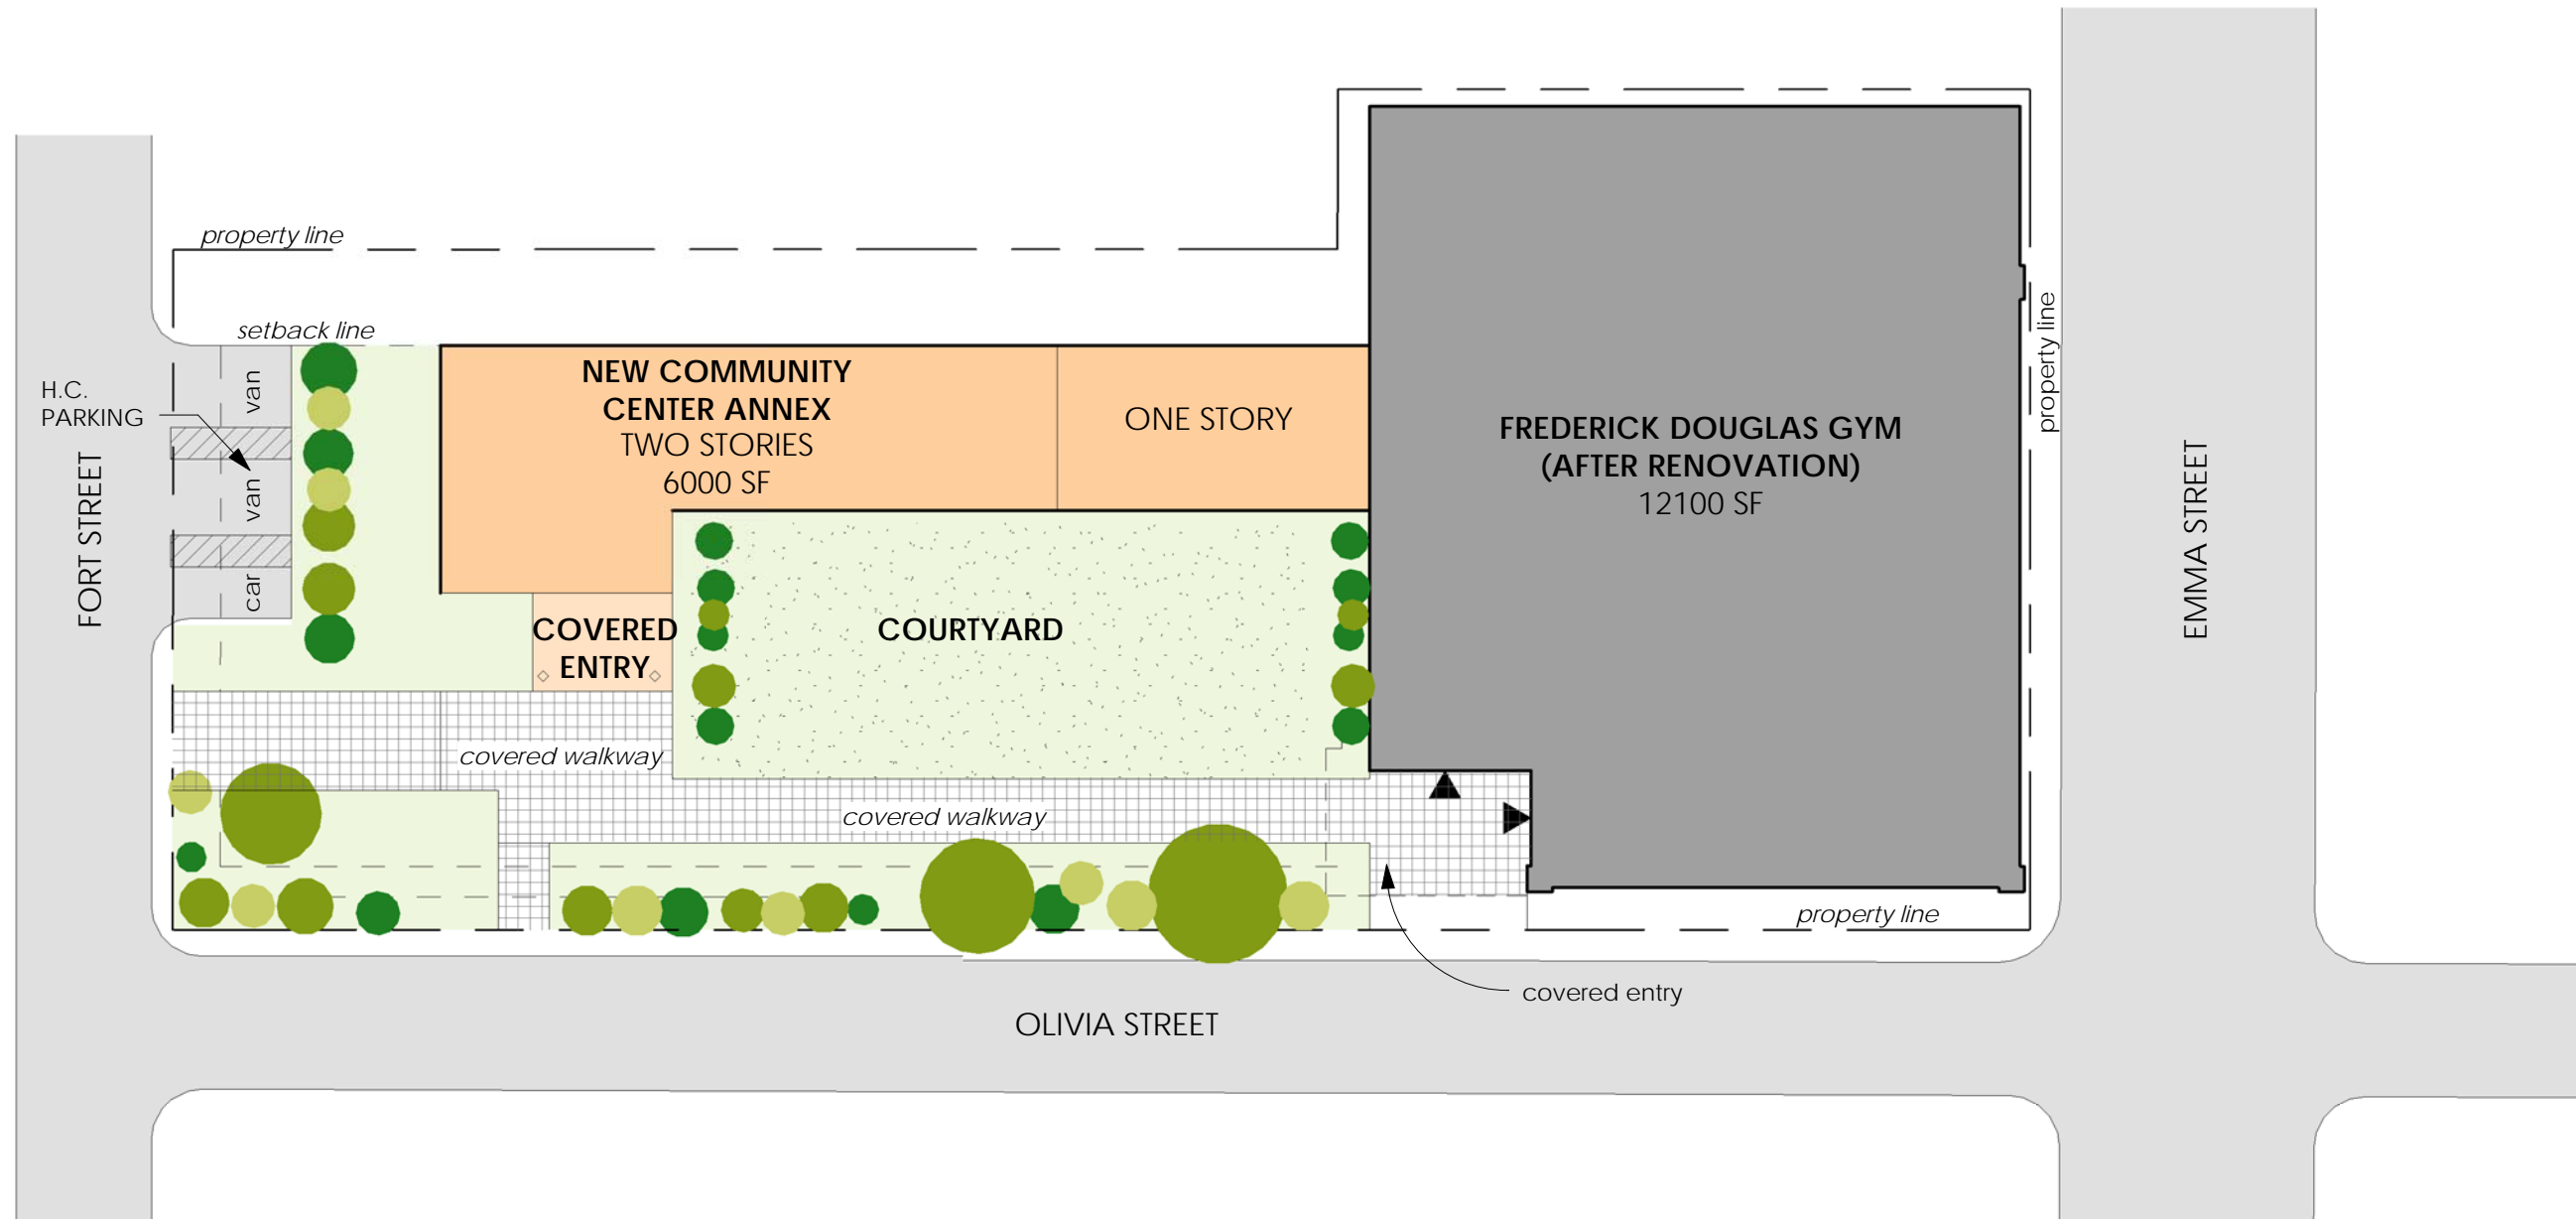 property line
setback line
H.C.
PARKING
van
van
car
FORT STREET
NEW COMMUNITY
CENTER ANNEX
TWO STORIES
6000 SF
ONE STORY
FREDERICK DOUGLAS GYM
(AFTER RENOVATION)
12100 SF
property line
EMMA STREET
COVERED
ENTRY
COURTYARD
covered walkway
covered walkway
property line
covered entry
OLIVIA STREET